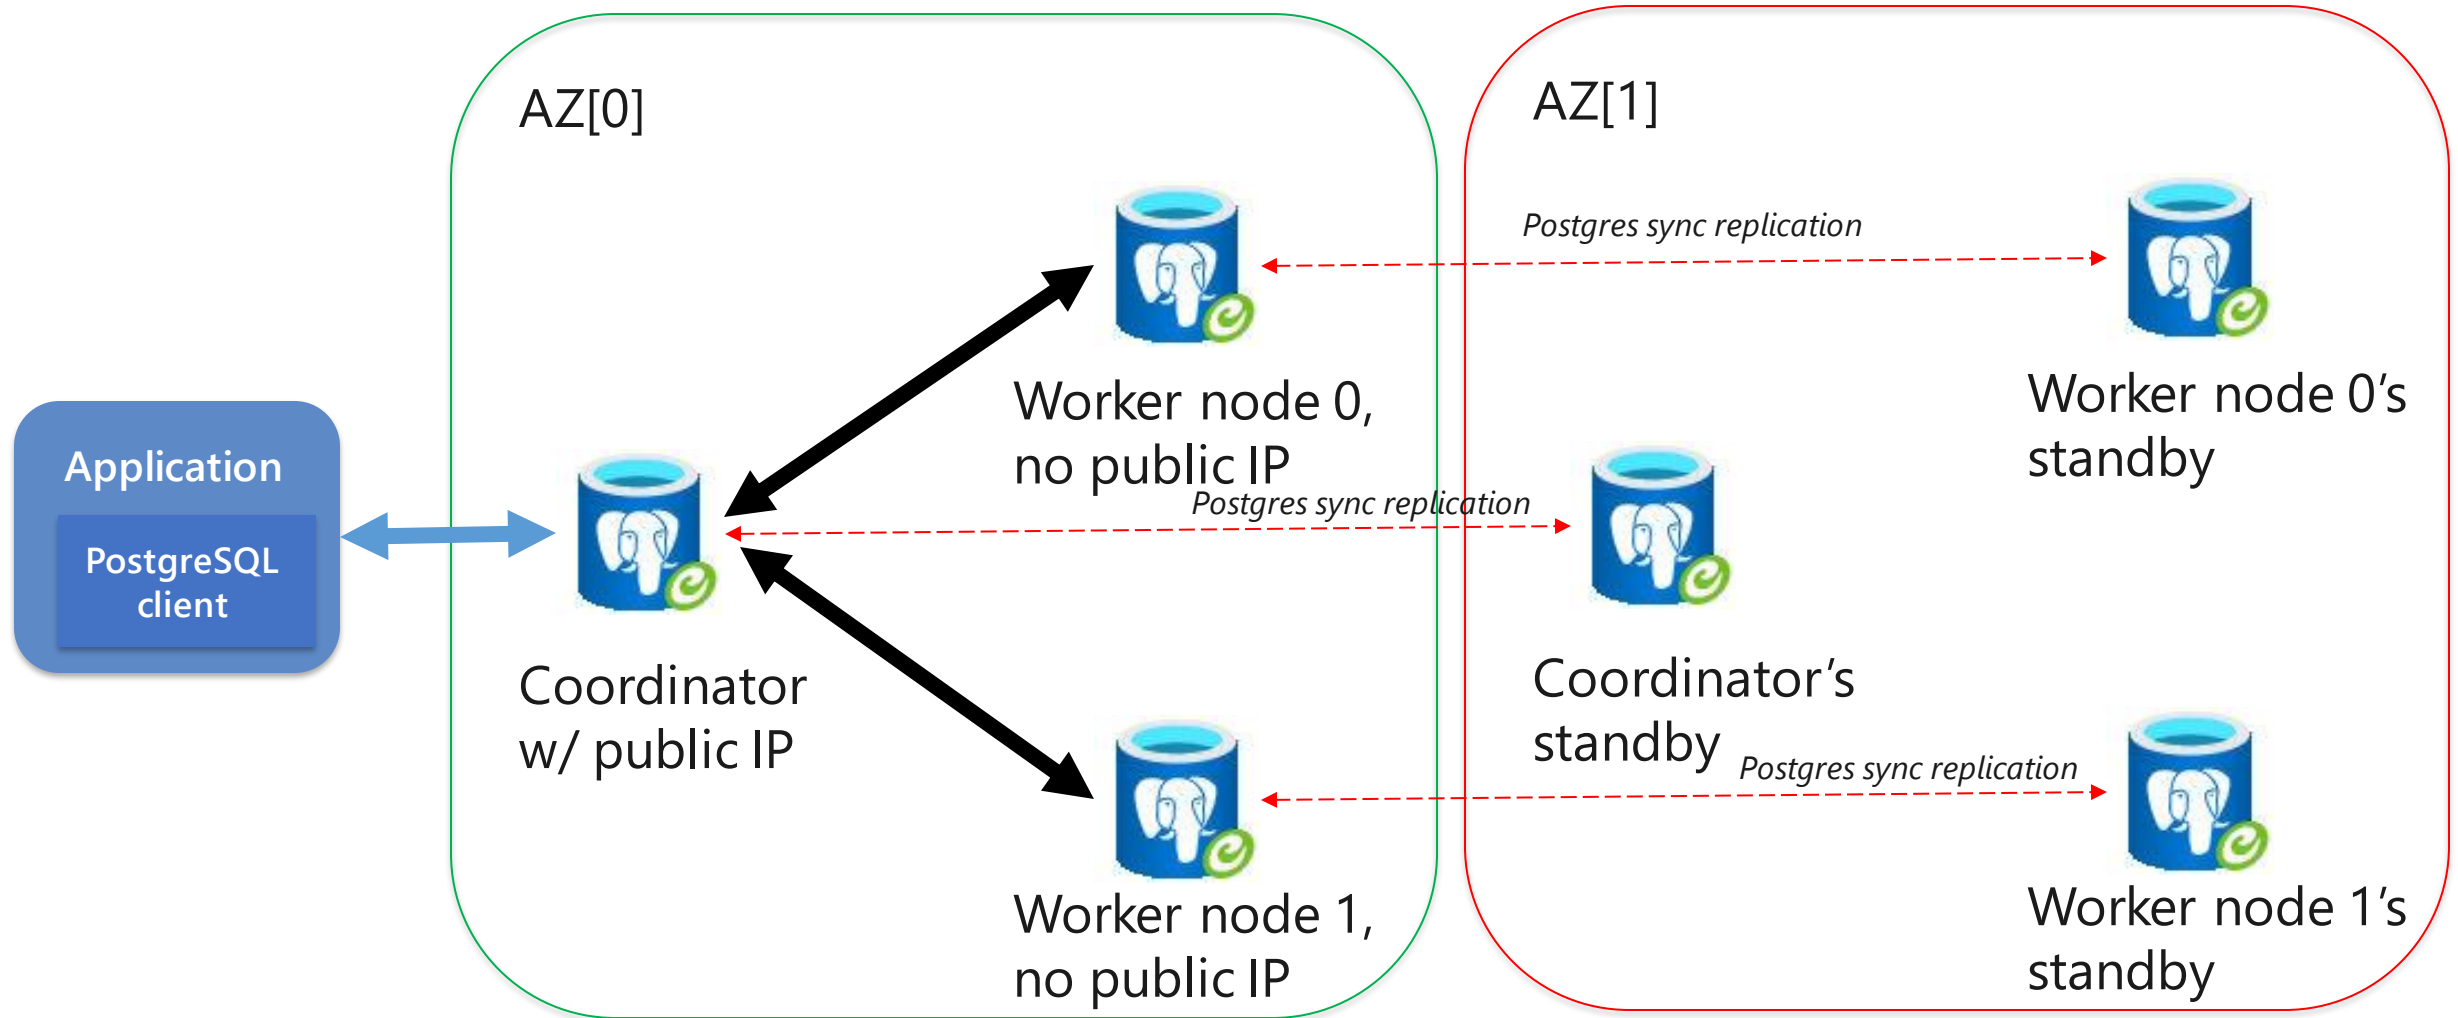 AZ[0]
AZ[1]
Postgres sync replication
Worker node 0,
no public IP
Worker node 0’s
standby
Application
PostgreSQL
client
Postgres sync replication
Coordinator
w/ public IP
Coordinator’s
standby
Postgres sync replication
Worker node 1,
no public IP
Worker node 1’s
standby